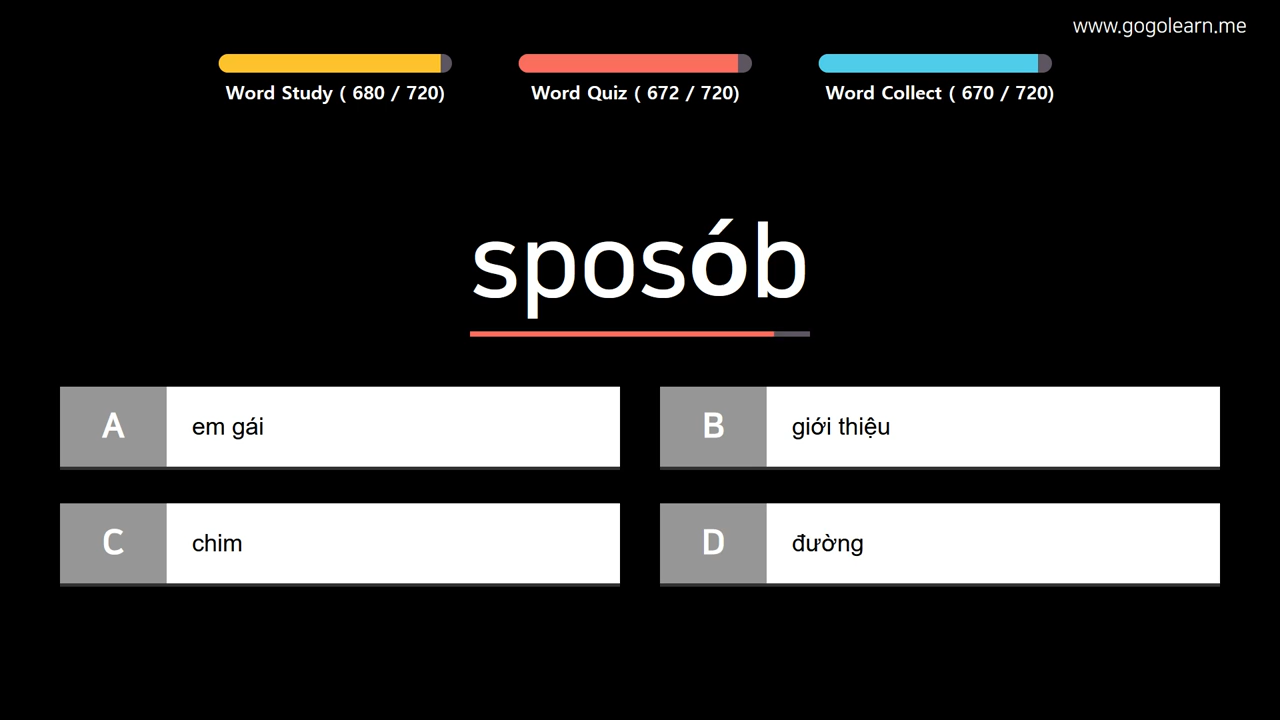 www.gogolearn.me
Word Study ( 680 / 720)
Word Quiz ( 672 / 720)
Word Collect ( 670 / 720)
sposób
A em gái
B giới thiệu
C chim
D đường